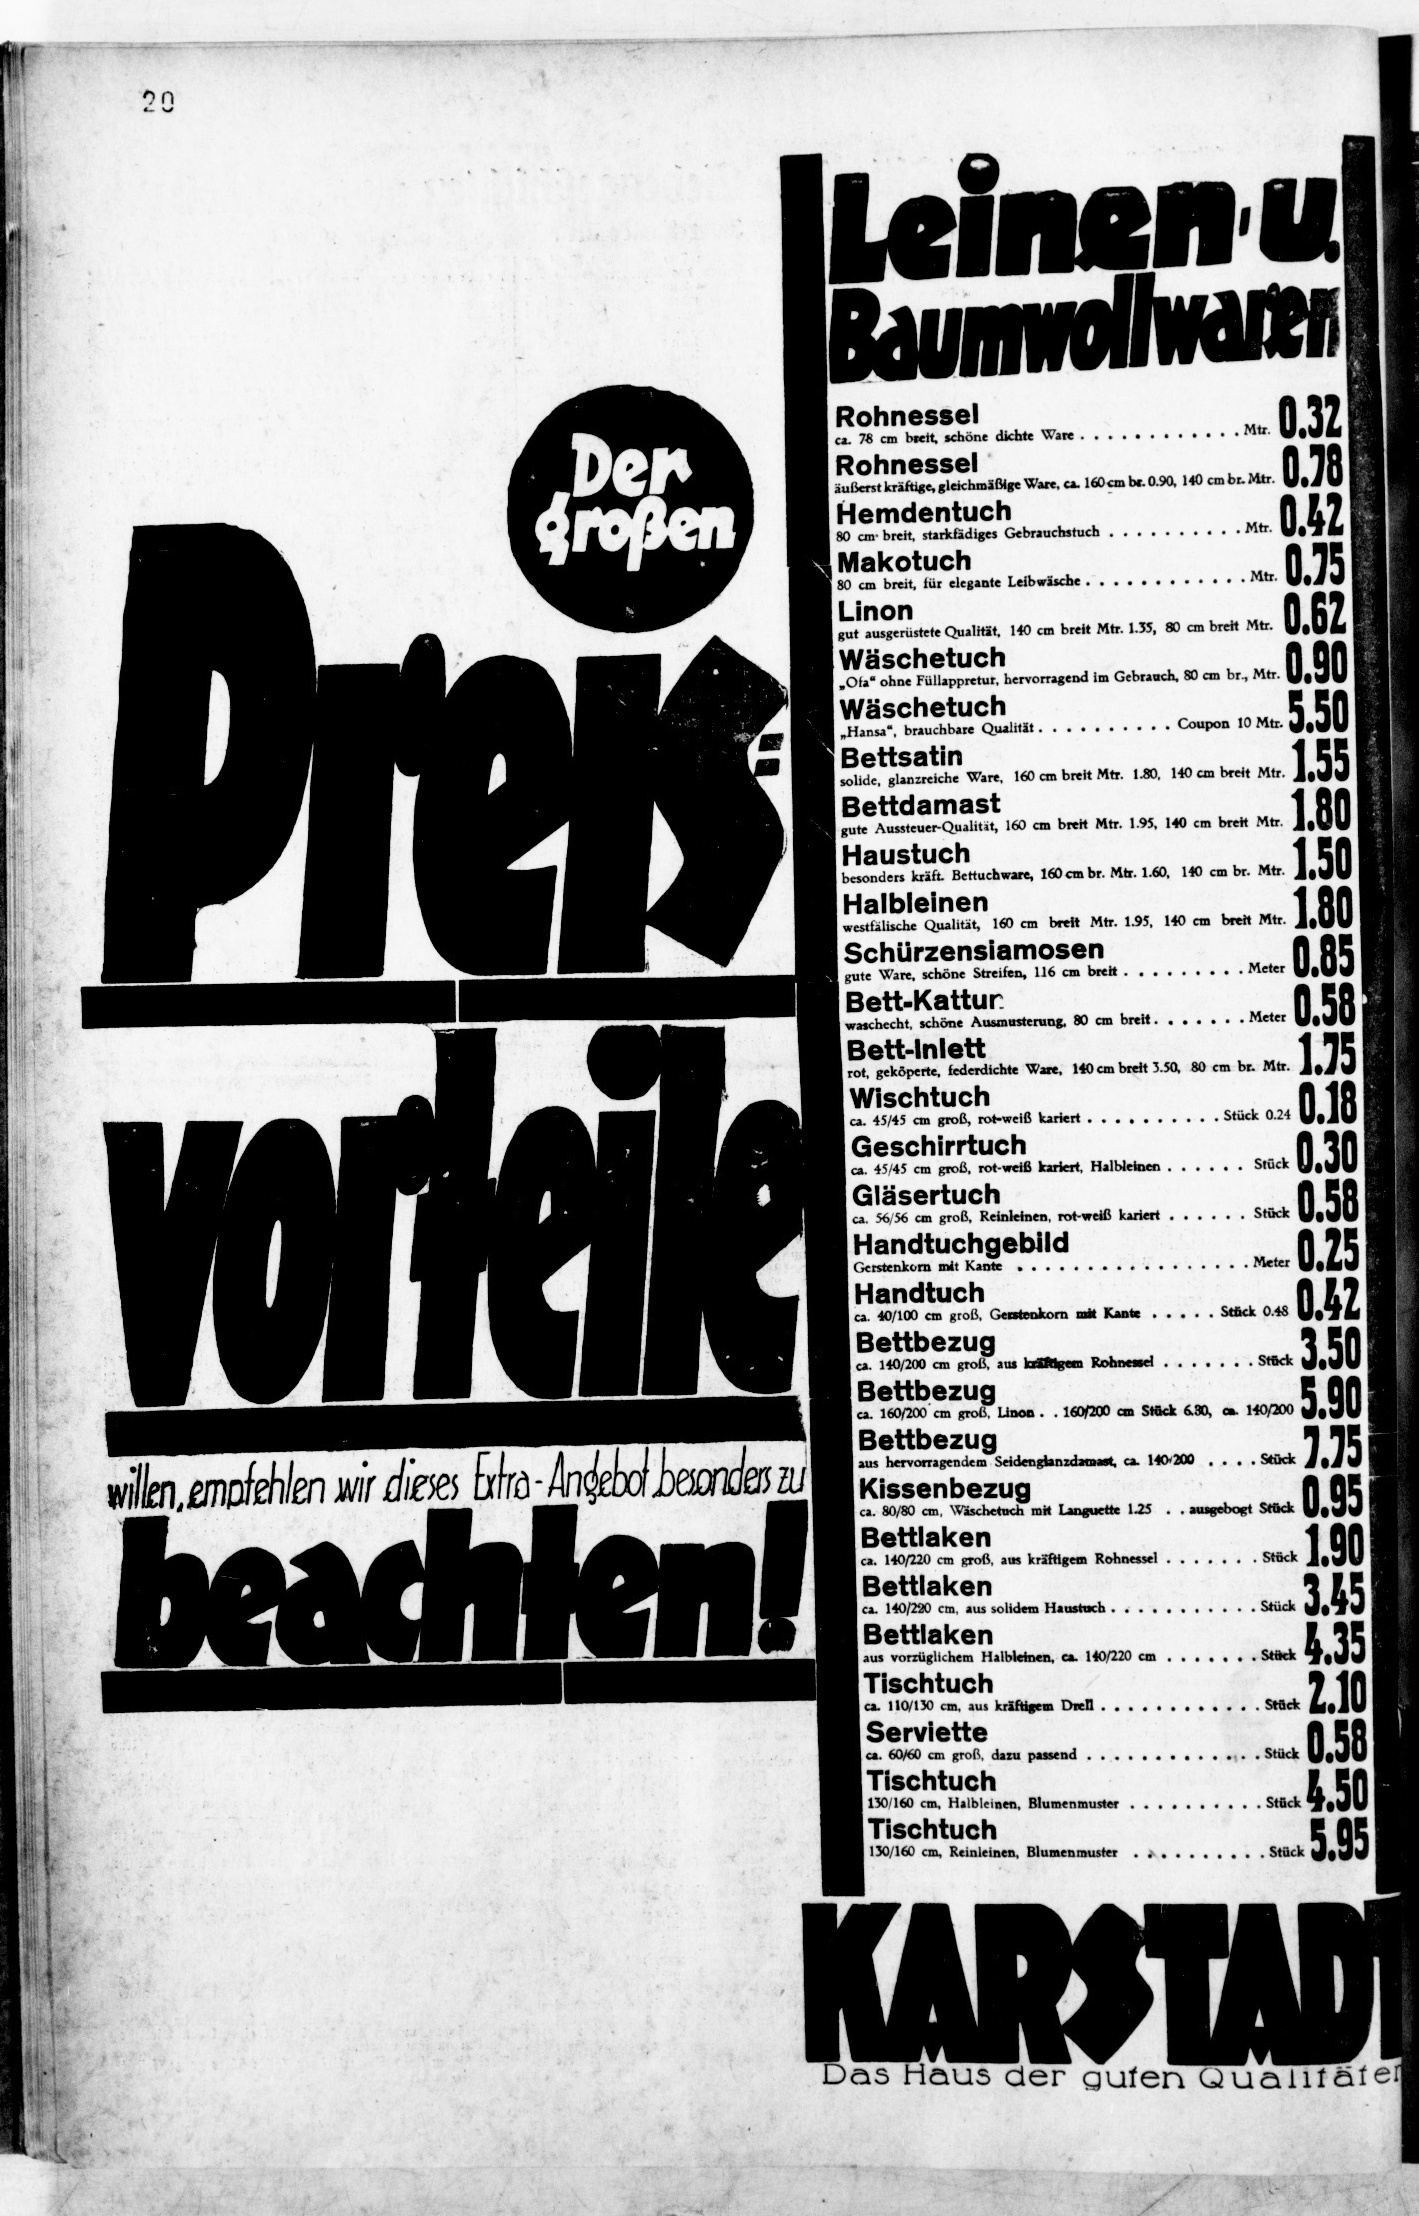 20
Der
großen
Preis=
vorteile
willen, empfehlen wir dieses Extra-Angebot besonders zu
beachten!
Leinen- u.
Baumwollwaren
Rohnessel
ca. 78 cm breit, schöne dichte Ware . . . . . . . . . . . . Mtr. 0.32
Rohnessel
äußerst kräftige, gleichmäßige Ware, ca. 160 cm br. 0.90, 140 cm br. Mtr. 0.78
Hemdentuch
80 cm breit, starkfädiges Gebrauchstuch . . . . . . . . . . Mtr. 0.42
Makotuch
80 cm breit, für elegante Leibwäsche . . . . . . . . . . . . Mtr. 0.75
Linon
gut ausgerüstete Qualität, 140 cm breit Mtr. 1.35, 80 cm breit Mtr. 0.62
Wäschetuch
„Ofa“ ohne Füllappretur, hervorragend im Gebrauch, 80 cm br., Mtr. 0.90
Wäschetuch
„Hansa“, brauchbare Qualität . . . . . . . . . . Coupon 10 Mtr. 5.50
Bettsatin
solide, glanzreiche Ware, 160 cm breit Mtr. 1.80, 140 cm breit Mtr. 1.55
Bettdamast
gute Aussteuer-Qualität, 160 cm breit Mtr. 1.95, 140 cm breit Mtr. 1.80
Haustuch
besonders kräft. Bettuchware, 160 cm br. Mtr. 1.60, 140 cm br. Mtr. 1.50
Halbleinen
westfälische Qualität, 160 cm breit Mtr. 1.95, 140 cm breit Mtr. 1.80
Schürzensiamosen
gute Ware, schöne Streifen, 116 cm breit . . . . . . . . . Meter 0.85
Bett-Kattun
waschecht, schöne Ausmusterung, 80 cm breit . . . . . . . Meter 0.58
Bett-Inlett
rot, geköperte, federdichte Ware, 140 cm breit 3.50, 80 cm br. Mtr. 1.75
Wischtuch
ca. 45/45 cm groß, rot-weiß kariert . . . . . . . . . . Stück 0.24 0.18
Geschirrtuch
ca. 45/45 cm groß, rot-weiß kariert, Halbleinen . . . . . . Stück 0.30
Gläsertuch
ca. 56/56 cm groß, Reinleinen, rot-weiß kariert . . . . . . Stück 0.58
Handtuchgebild
Gerstenkorn mit Kante . . . . . . . . . . . . . . . . . Meter 0.25
Handtuch
ca. 40/100 cm groß, Gerstenkorn mit Kante . . . . . Stück 0.48 0.42
Bettbezug
ca. 140/200 cm groß, aus kräftigem Rohnessel . . . . . . . Stück 3.50
Bettbezug
ca. 160/200 cm groß, Linon . . 160/200 cm Stück 6.80, ca. 140/200 5.90
Bettbezug
aus hervorragendem Seidenglanzdamast, ca. 140/200 . . . . Stück 7.75
Kissenbezug
ca. 80/80 cm, Wäschetuch mit Languette 1.25 . . ausgebogt Stück 0.95
Bettlaken
ca. 140/220 cm groß, aus kräftigem Rohnessel . . . . . . . Stück 1.90
Bettlaken
ca. 140/220 cm, aus solidem Haustuch . . . . . . . . . . . Stück 3.45
Bettlaken
aus vorzüglichem Halbleinen, ca. 140/220 cm . . . . . . . Stück 4.35
Tischtuch
ca. 110/130 cm, aus kräftigem Drell . . . . . . . . . . . . Stück 2.10
Serviette
ca. 60/60 cm groß, dazu passend . . . . . . . . . . . . . Stück 0.58
Tischtuch
130/160 cm, Halbleinen, Blumenmuster . . . . . . . . . . Stück 4.50
Tischtuch
130/160 cm, Reinleinen, Blumenmuster . . . . . . . . . . Stück 5.95
KARSTADT
Das Haus der guten Qualitäten